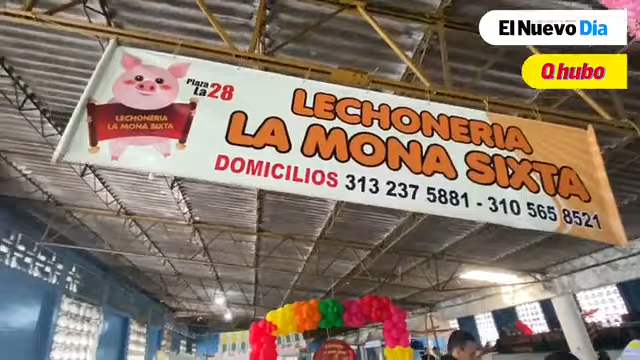 El Nuevo Día
Q hubo
Plaza
La 28
LECHONERIA
LA MONA SIXTA
LECHONERIA
LA MONA SIXTA
DOMICILIOS 313 237 5881 - 310 565 8521